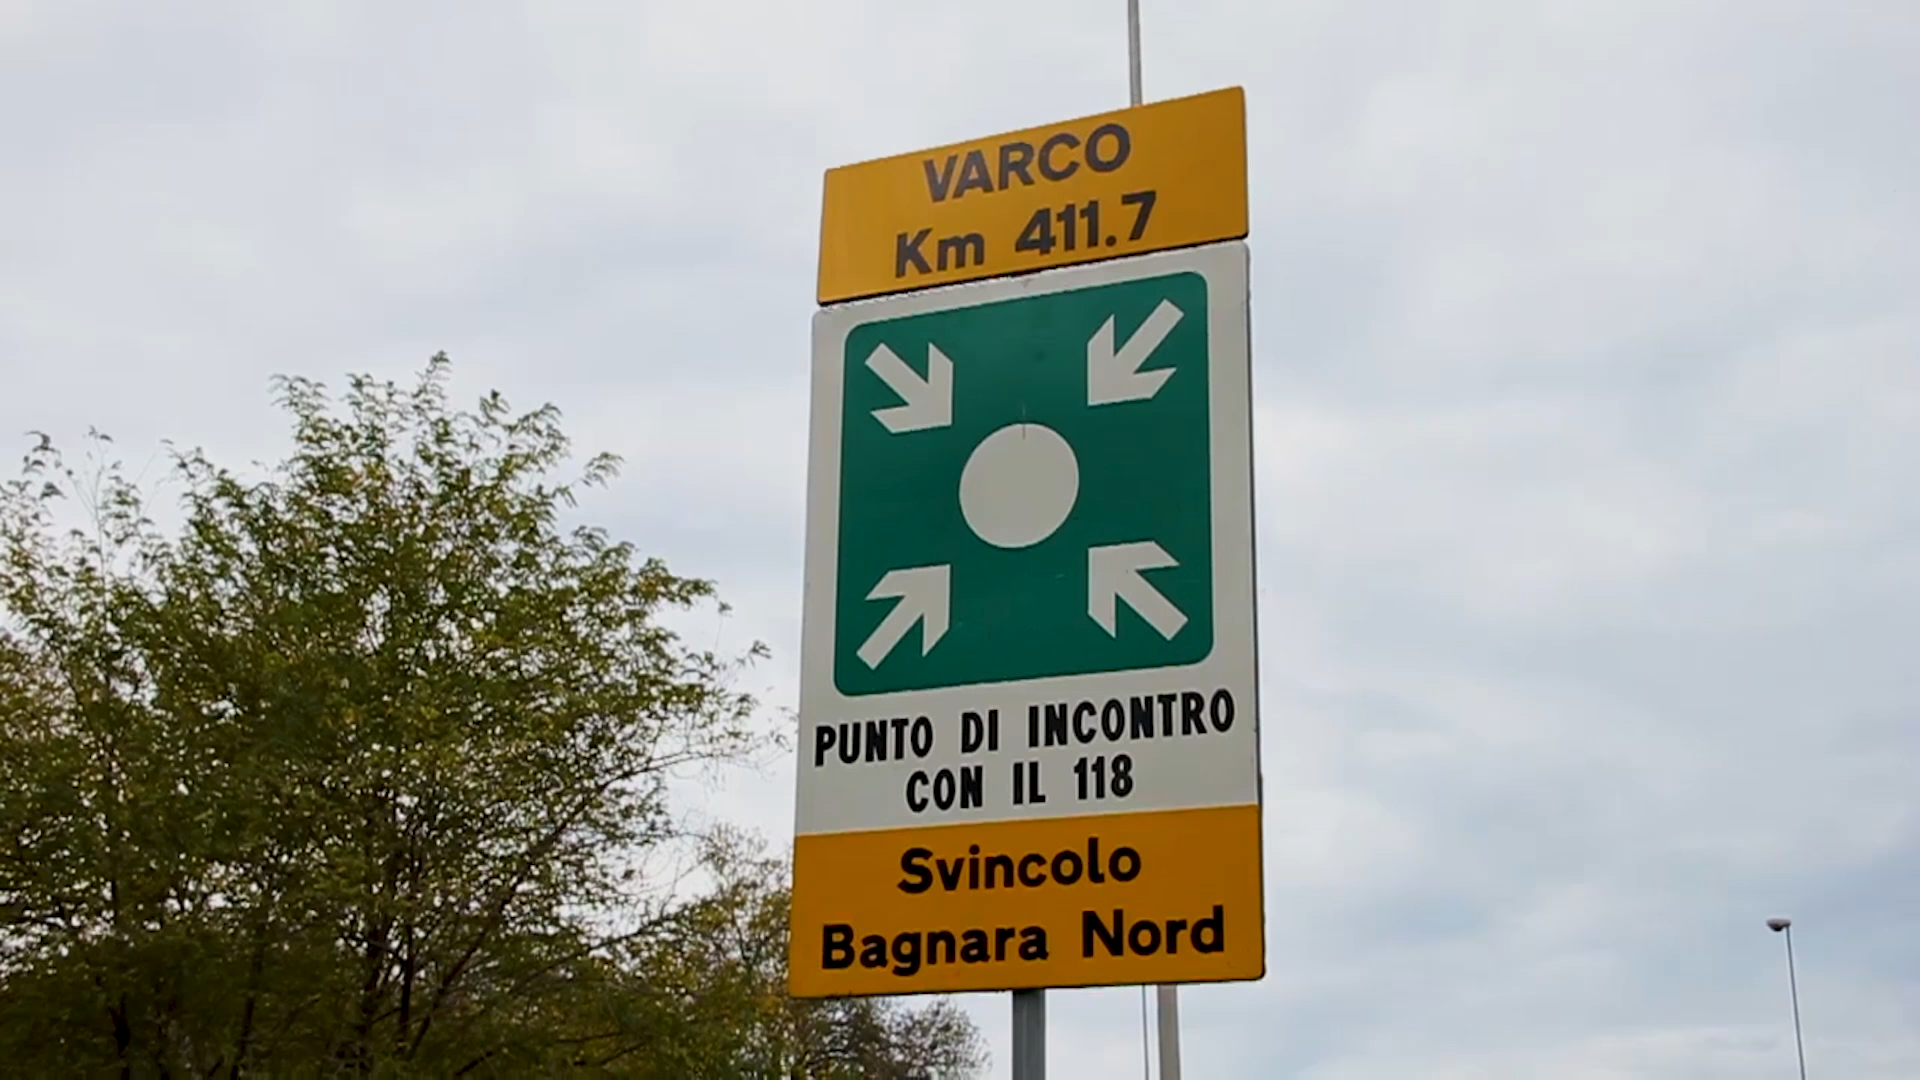 VARCO
Km 411.7
PUNTO DI INCONTRO
CON IL 118
Svincolo
Bagnara Nord